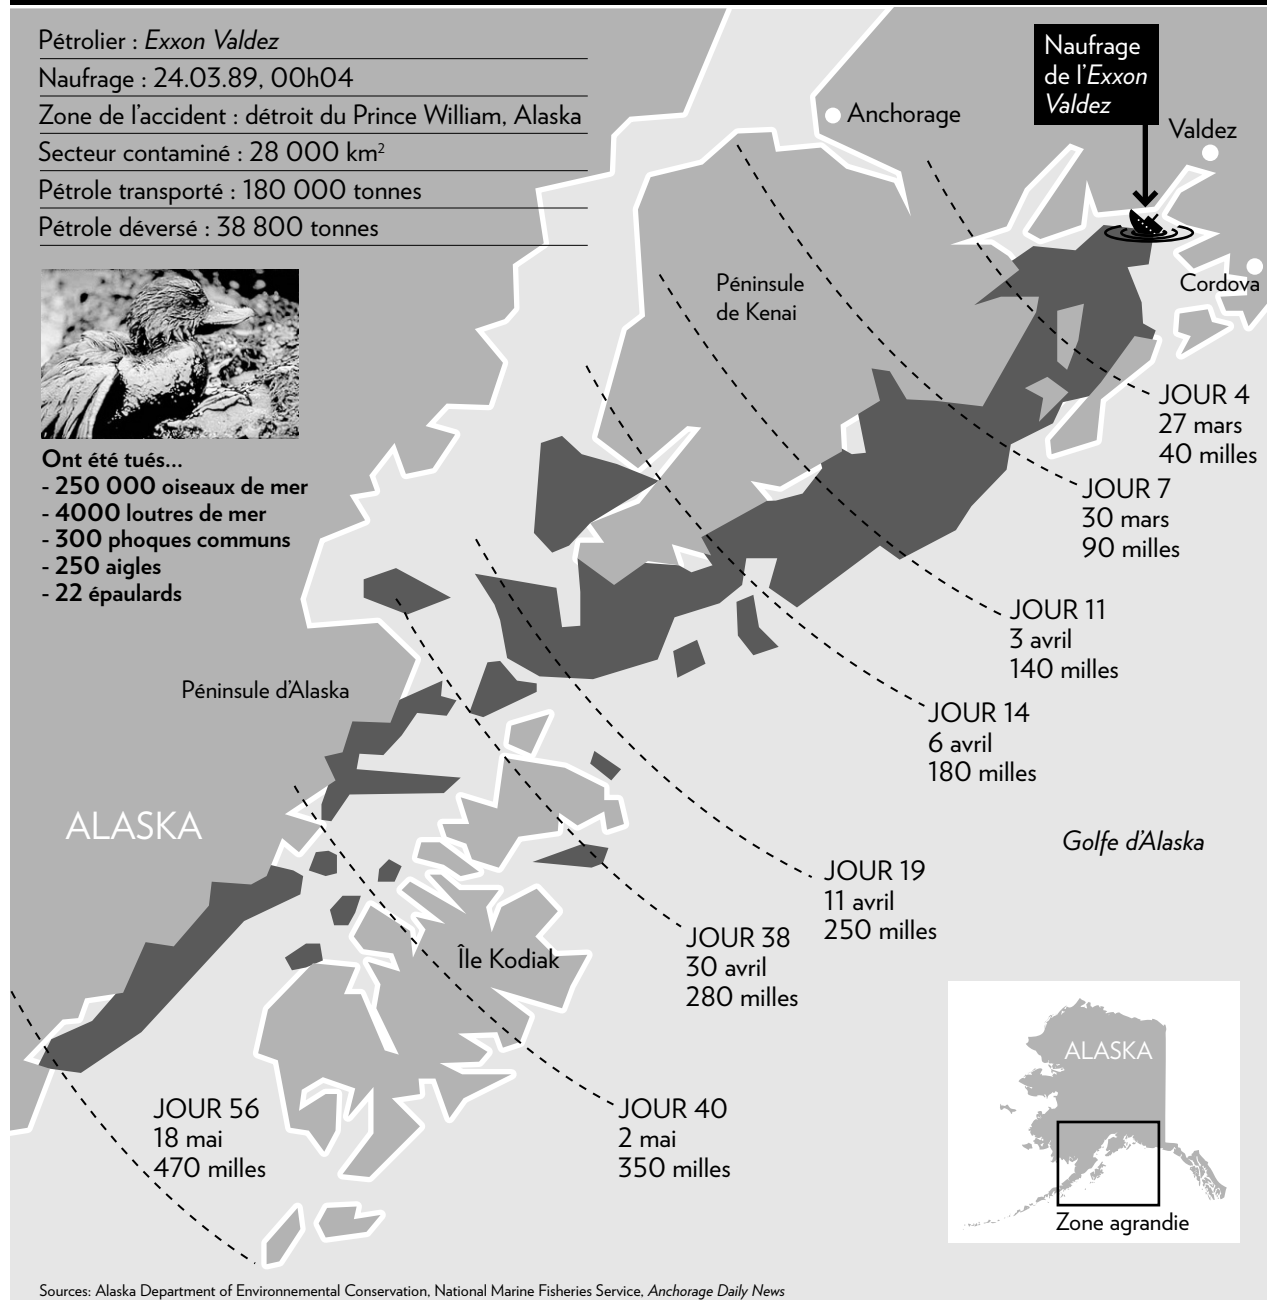 Pétrolier : Exxon Valdez
Naufrage : 24.03.89, 00h04
Zone de l'accident : détroit du Prince William, Alaska
Secteur contaminé : 28 000 km²
Pétrole transporté : 180 000 tonnes
Pétrole déversé : 38 800 tonnes
Naufrage
de l'Exxon
Valdez
Anchorage
Valdez
Cordova
Péninsule
de Kenai
Ont été tués...
- 250 000 oiseaux de mer
- 4000 loutres de mer
- 300 phoques communs
- 250 aigles
- 22 épaulards
JOUR 4
27 mars
40 milles
JOUR 7
30 mars
90 milles
JOUR 11
3 avril
140 milles
JOUR 14
6 avril
180 milles
Péninsule d'Alaska
ALASKA
Golfe d'Alaska
JOUR 19
11 avril
250 milles
JOUR 38
30 avril
280 milles
Île Kodiak
JOUR 40
2 mai
350 milles
JOUR 56
18 mai
470 milles
ALASKA
Zone agrandie
Sources: Alaska Department of Environnemental Conservation, National Marine Fisheries Service, Anchorage Daily News